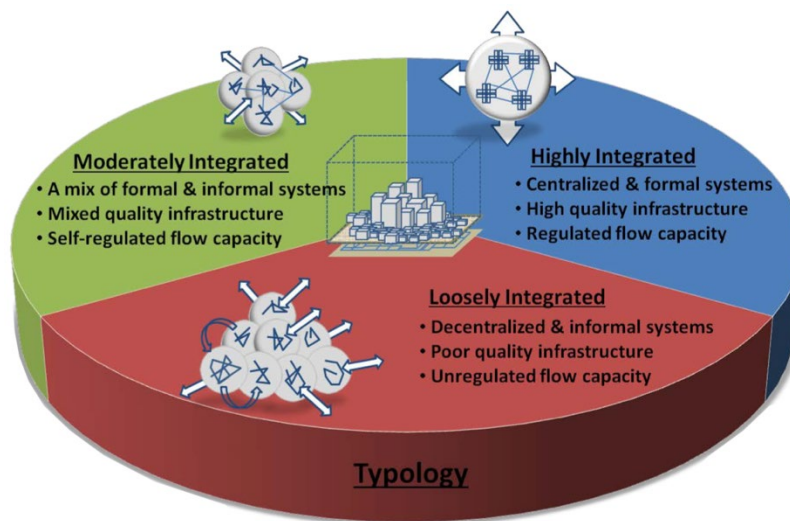 Moderately Integrated
• A mix of formal & informal systems
• Mixed quality infrastructure
• Self-regulated flow capacity
Highly Integrated
• Centralized & formal systems
• High quality infrastructure
• Regulated flow capacity
Loosely Integrated
• Decentralized & informal systems
• Poor quality infrastructure
• Unregulated flow capacity
Typology